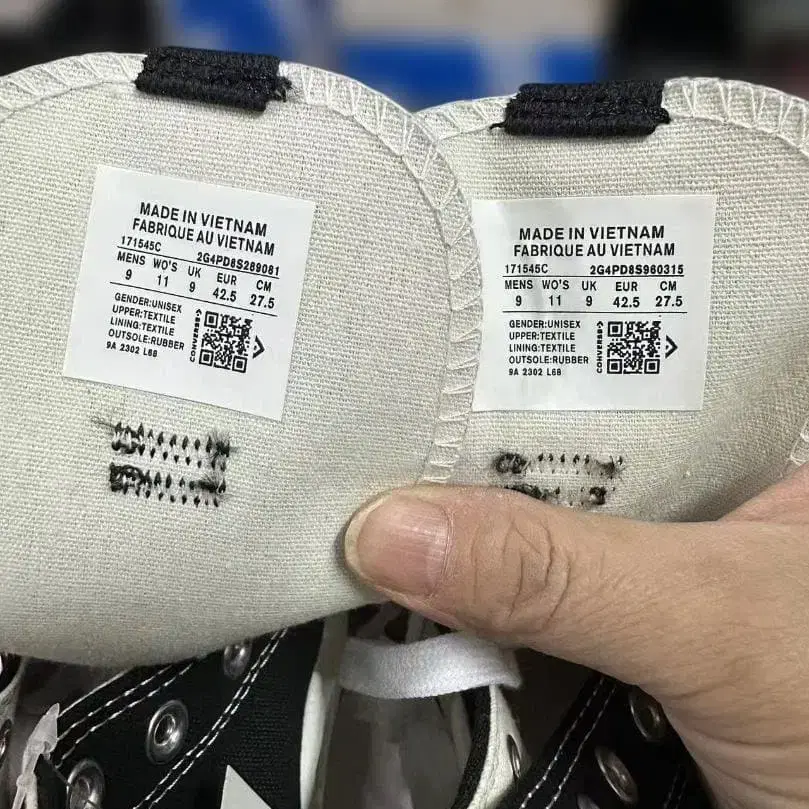 MADE IN VIETNAM
FABRIQUE AU VIETNAM
171545C 2G4PD8S289081
MENS WO'S UK EUR CM
9 11 9 42.5 27.5
GENDER:UNISEX
UPPER:TEXTILE
LINING:TEXTILE
OUTSOLE:RUBBER
9A 2302 L68
CONVERSE
MADE IN VIETNAM
FABRIQUE AU VIETNAM
171545C 2G4PD8S960315
MENS WO'S UK EUR CM
9 11 9 42.5 27.5
GENDER:UNISEX
UPPER:TEXTILE
LINING:TEXTILE
OUTSOLE:RUBBER
9A 2302 L68
CONVERSE